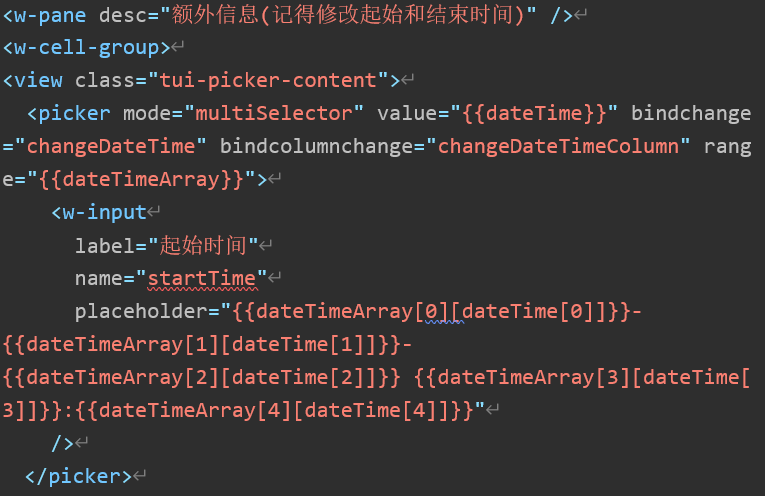 <w-pane desc="额外信息(记得修改起始和结束时间)" />↵
<w-cell-group>↵
<view class="tui-picker-content">↵
  <picker mode="multiSelector" value="{{dateTime}}" bindchange
="changeDateTime" bindcolumnchange="changeDateTimeColumn" rang
e="{{dateTimeArray}}">↵
    <w-input↵
      label="起始时间"↵
      name="startTime"↵
      placeholder="{{dateTimeArray[0][dateTime[0]]}}-
{{dateTimeArray[1][dateTime[1]]}}-
{{dateTimeArray[2][dateTime[2]]}} {{dateTimeArray[3][dateTime[
3]]}}:{{dateTimeArray[4][dateTime[4]]}}"↵
    />↵
  </picker>↵